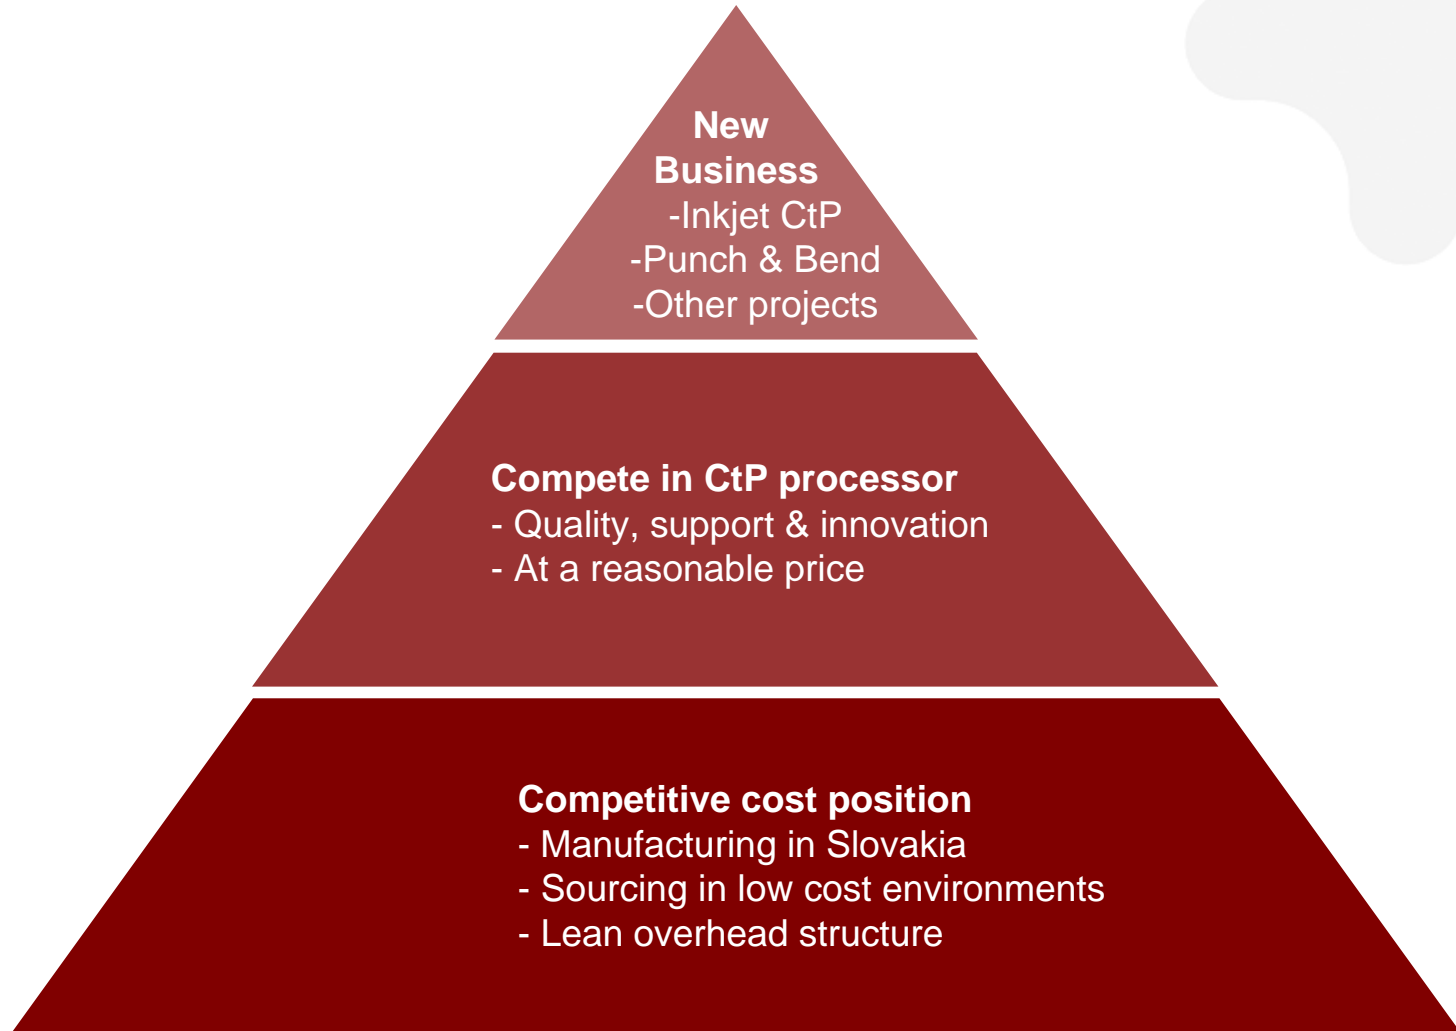 New
Business
-Inkjet CtP
-Punch & Bend
-Other projects
Compete in CtP processor
- Quality, support & innovation
- At a reasonable price
Competitive cost position
- Manufacturing in Slovakia
- Sourcing in low cost environments
- Lean overhead structure